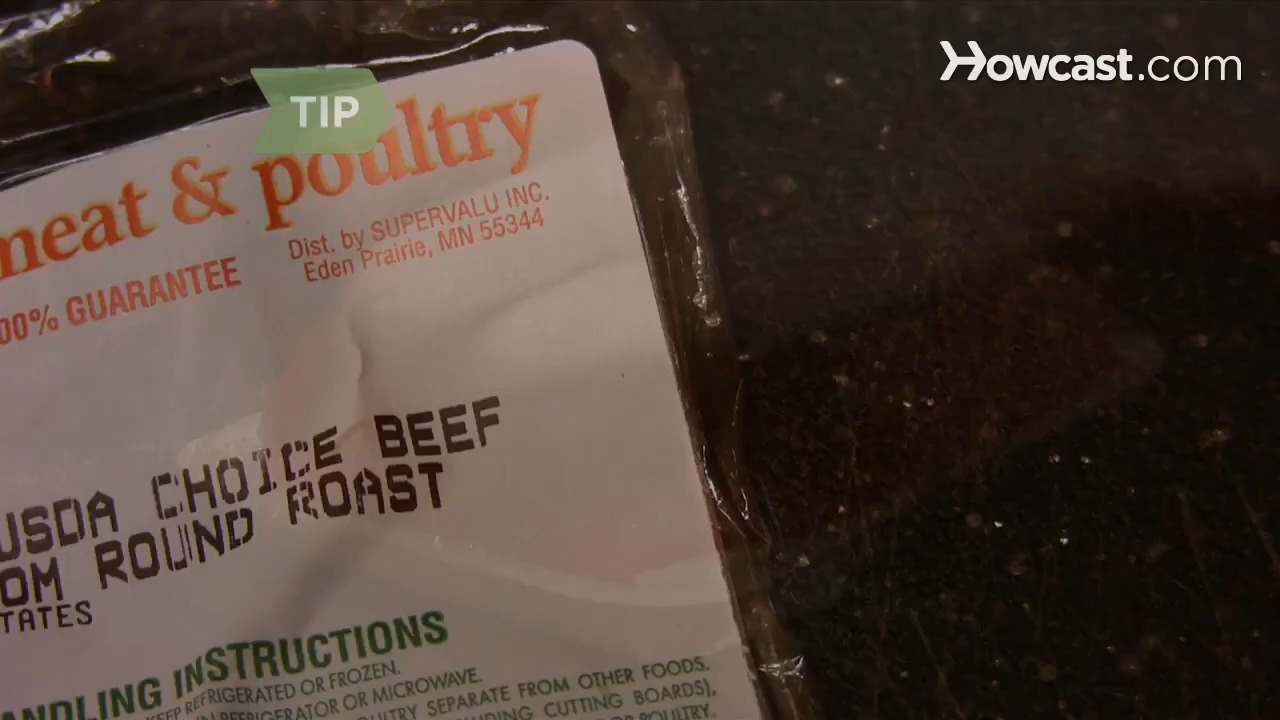 Howcast.com
TIP
meat & poultry
Dist. by SUPERVALU INC.
Eden Prairie, MN 55344
00% GUARANTEE
USDA CHOICE BEEF
OM ROUND ROAST
TATES
ANDLING INSTRUCTIONS
KEEP REFRIGERATED OR FROZEN.
IN REFRIGERATOR OR MICROWAVE.
POULTRY SEPARATE FROM OTHER FOODS.
CUTTING BOARDS),
OR POULTRY.